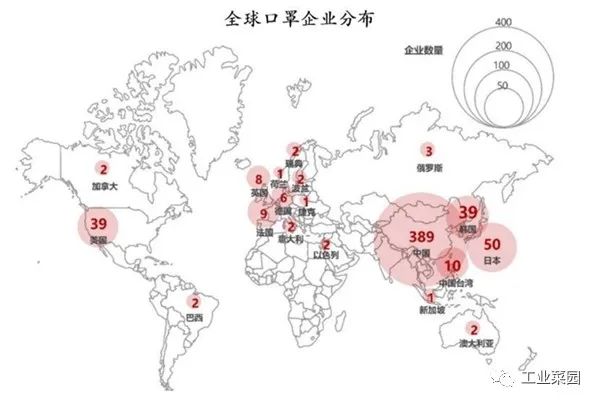 全球口罩企业分布
企业数量
400
200
100
50
2
加拿大
39
美国
2
巴西
8
英国
1
荷兰
2
瑞典
2
波兰
6
德国
1
捷克
9
法国
2
意大利
2
以色列
3
俄罗斯
389
中国
39
韩国
50
日本
10
中国台湾
1
新加坡
2
澳大利亚
工业菜园